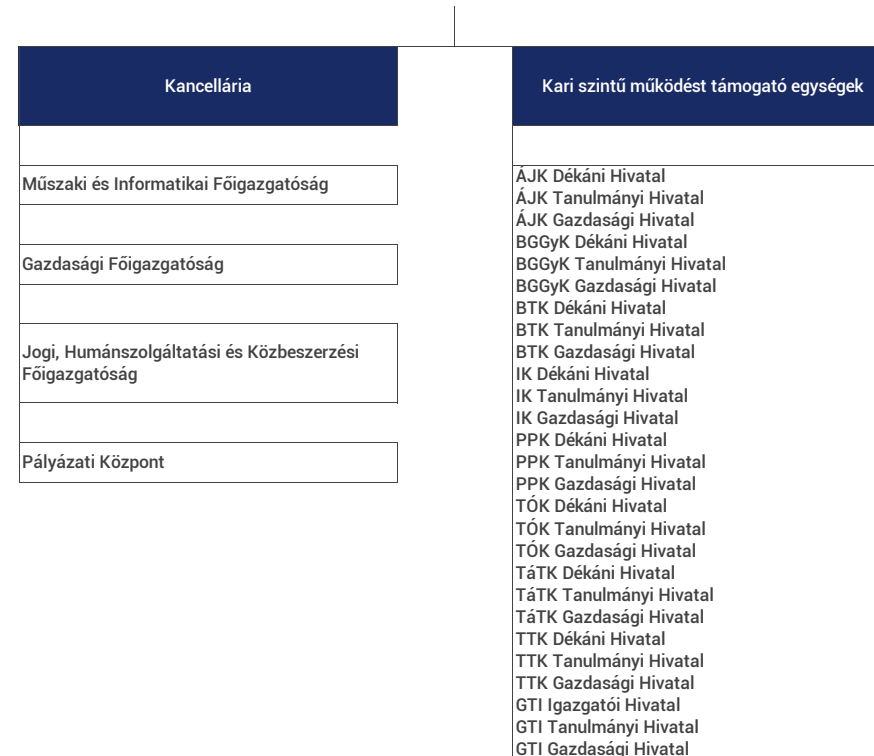 Kancellária
Műszaki és Informatikai Főigazgatóság
Gazdasági Főigazgatóság
Jogi, Humánszolgáltatási és Közbeszerzési
Főigazgatóság
Pályázati Központ
Kari szintű működést támogató egységek
ÁJK Dékáni Hivatal
ÁJK Tanulmányi Hivatal
ÁJK Gazdasági Hivatal
BGGyK Dékáni Hivatal
BGGyK Tanulmányi Hivatal
BGGyK Gazdasági Hivatal
BTK Dékáni Hivatal
BTK Tanulmányi Hivatal
BTK Gazdasági Hivatal
IK Dékáni Hivatal
IK Tanulmányi Hivatal
IK Gazdasági Hivatal
PPK Dékáni Hivatal
PPK Tanulmányi Hivatal
PPK Gazdasági Hivatal
TÓK Dékáni Hivatal
TÓK Tanulmányi Hivatal
TÓK Gazdasági Hivatal
TáTK Dékáni Hivatal
TáTK Tanulmányi Hivatal
TáTK Gazdasági Hivatal
TTK Dékáni Hivatal
TTK Tanulmányi Hivatal
TTK Gazdasági Hivatal
GTI Igazgatói Hivatal
GTI Tanulmányi Hivatal
GTI Gazdasági Hivatal